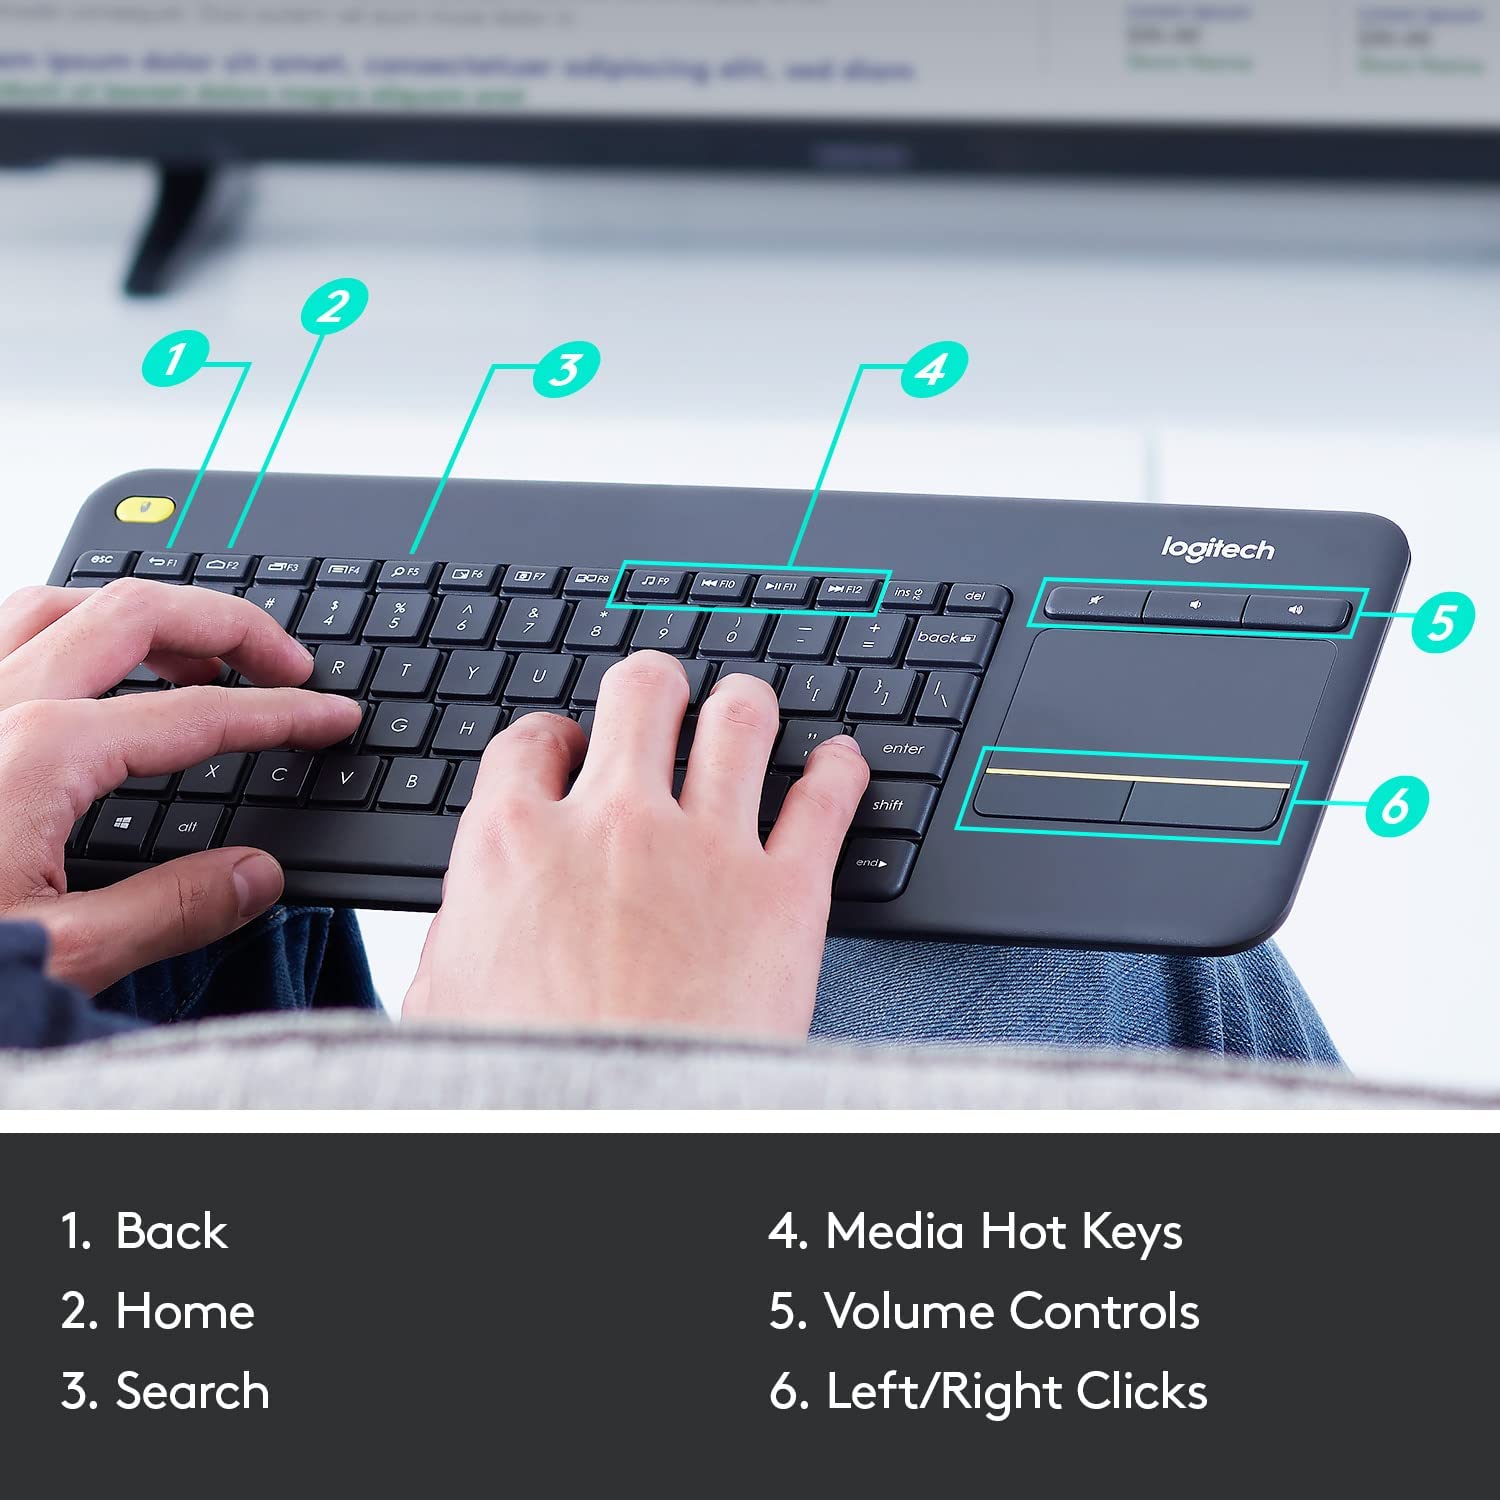 1
2
3
4
logitech
esc F1 F2 F3 F4 F5 F6 F7 F8 F9 F10 F11 F12 ins del
5
# $ 4 % 5 ^ 6 & 7 * 8 ( 9 ) 0 — - + = back
R T Y U { [ } ] | \
G H " ' enter
X C V B shift
6
alt end
1. Back
2. Home
3. Search
4. Media Hot Keys
5. Volume Controls
6. Left/Right Clicks